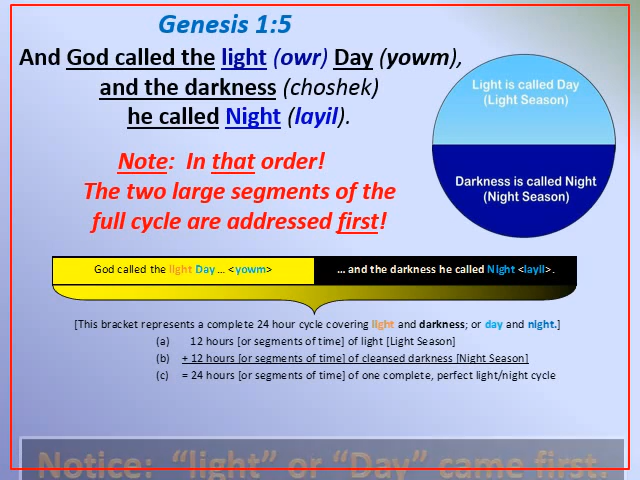 Genesis 1:5
And God called the light (owr) Day (yowm),
and the darkness (choshek)
he called Night (layil).
Light is called Day
(Light Season)
Darkness is called Night
(Night Season)
Note:  In that order!
The two large segments of the
full cycle are addressed first!
God called the light Day ... <yowm>
... and the darkness he called Night <layil>.
[This bracket represents a complete 24 hour cycle covering light and darkness; or day and night.]
(a) 12 hours [or segments of time] of light [Light Season]
(b) + 12 hours [or segments of time] of cleansed darkness [Night Season]
(c) = 24 hours [or segments of time] of one complete, perfect light/night cycle
Notice:  “light” or “Day” came first.